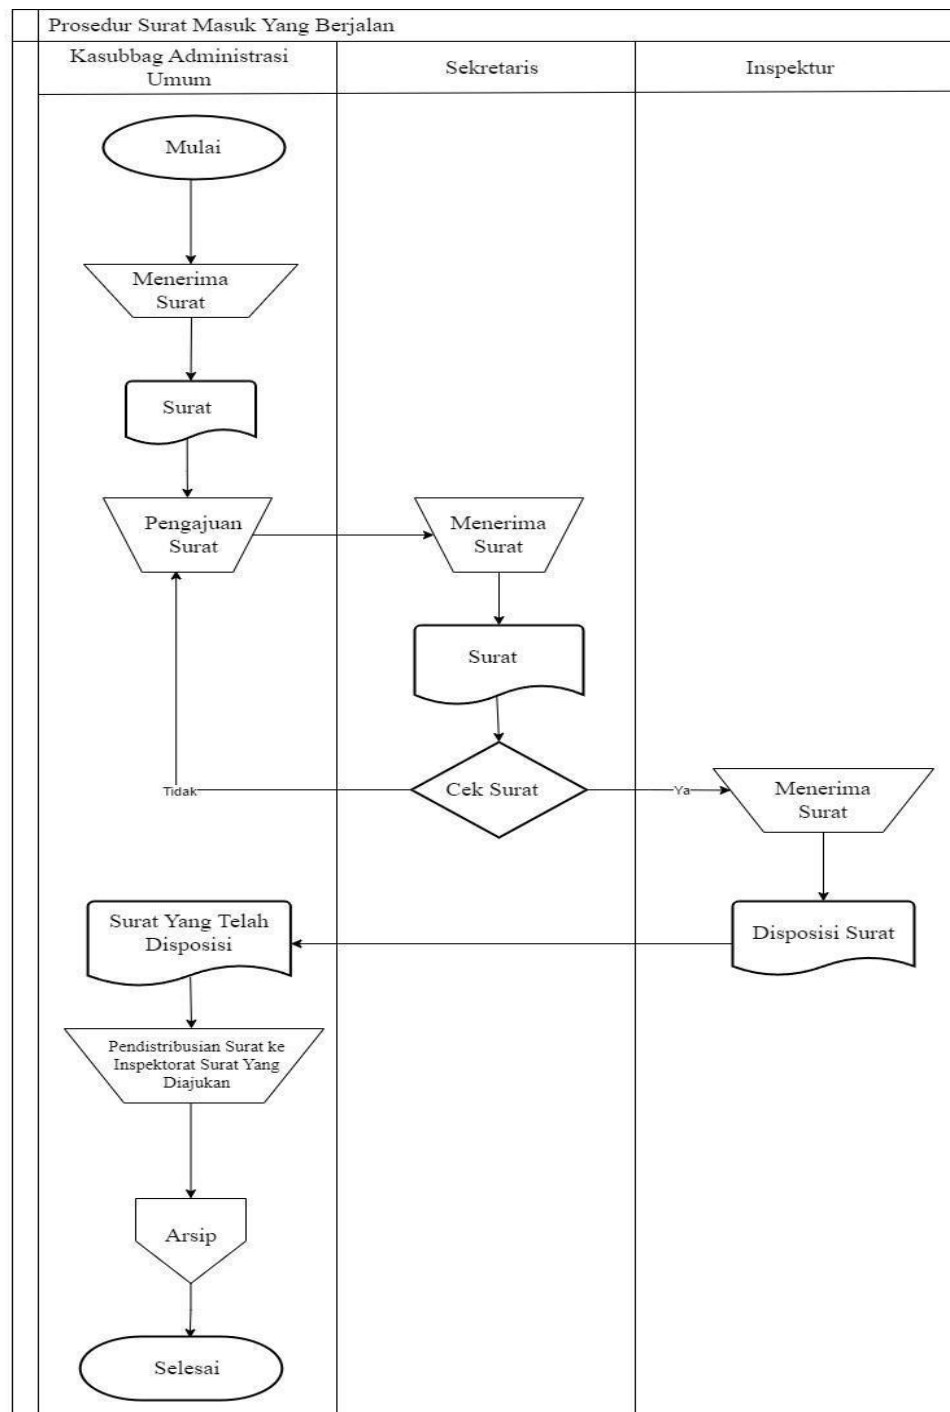 Prosedur Surat Masuk Yang Berjalan
Kasubbag Administrasi
Umum
Sekretaris
Inspektur
Mulai
Menerima
Surat
Surat
Pengajuan
Surat
Menerima
Surat
Surat
Cek Surat
Tidak
Ya
Menerima
Surat
Disposisi Surat
Surat Yang Telah
Disposisi
Pendistribusian Surat ke
Inspektorat Surat Yang
Diajukan
Arsip
Selesai